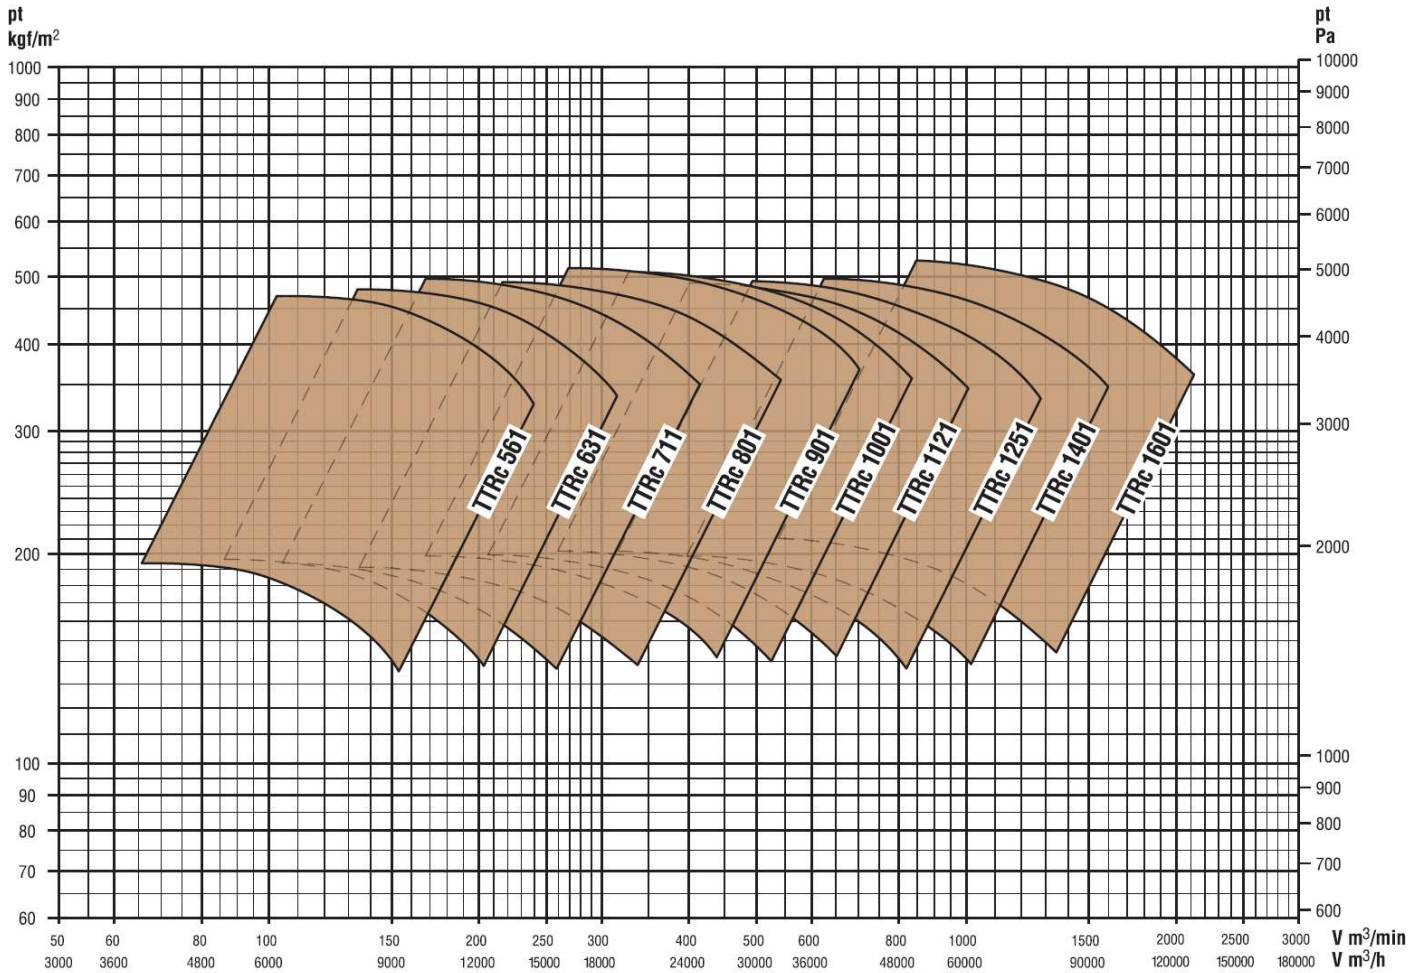 pt
kgf/m²
pt
Pa
1000
900
800
700
600
500
400
300
200
100
90
80
70
60
10000
9000
8000
7000
6000
5000
4000
3000
2000
1000
900
800
700
600
TTRc 561
TTRc 631
TTRc 711
TTRc 801
TTRc 901
TTRc 1001
TTRc 1121
TTRc 1251
TTRc 1401
TTRc 1601
50 60 80 100 150 200 250 300 400 500 600 800 1000 1500 2000 2500 3000 V m³/min
3000 3600 4800 6000 9000 12000 15000 18000 24000 30000 36000 48000 60000 90000 120000 150000 180000 V m³/h